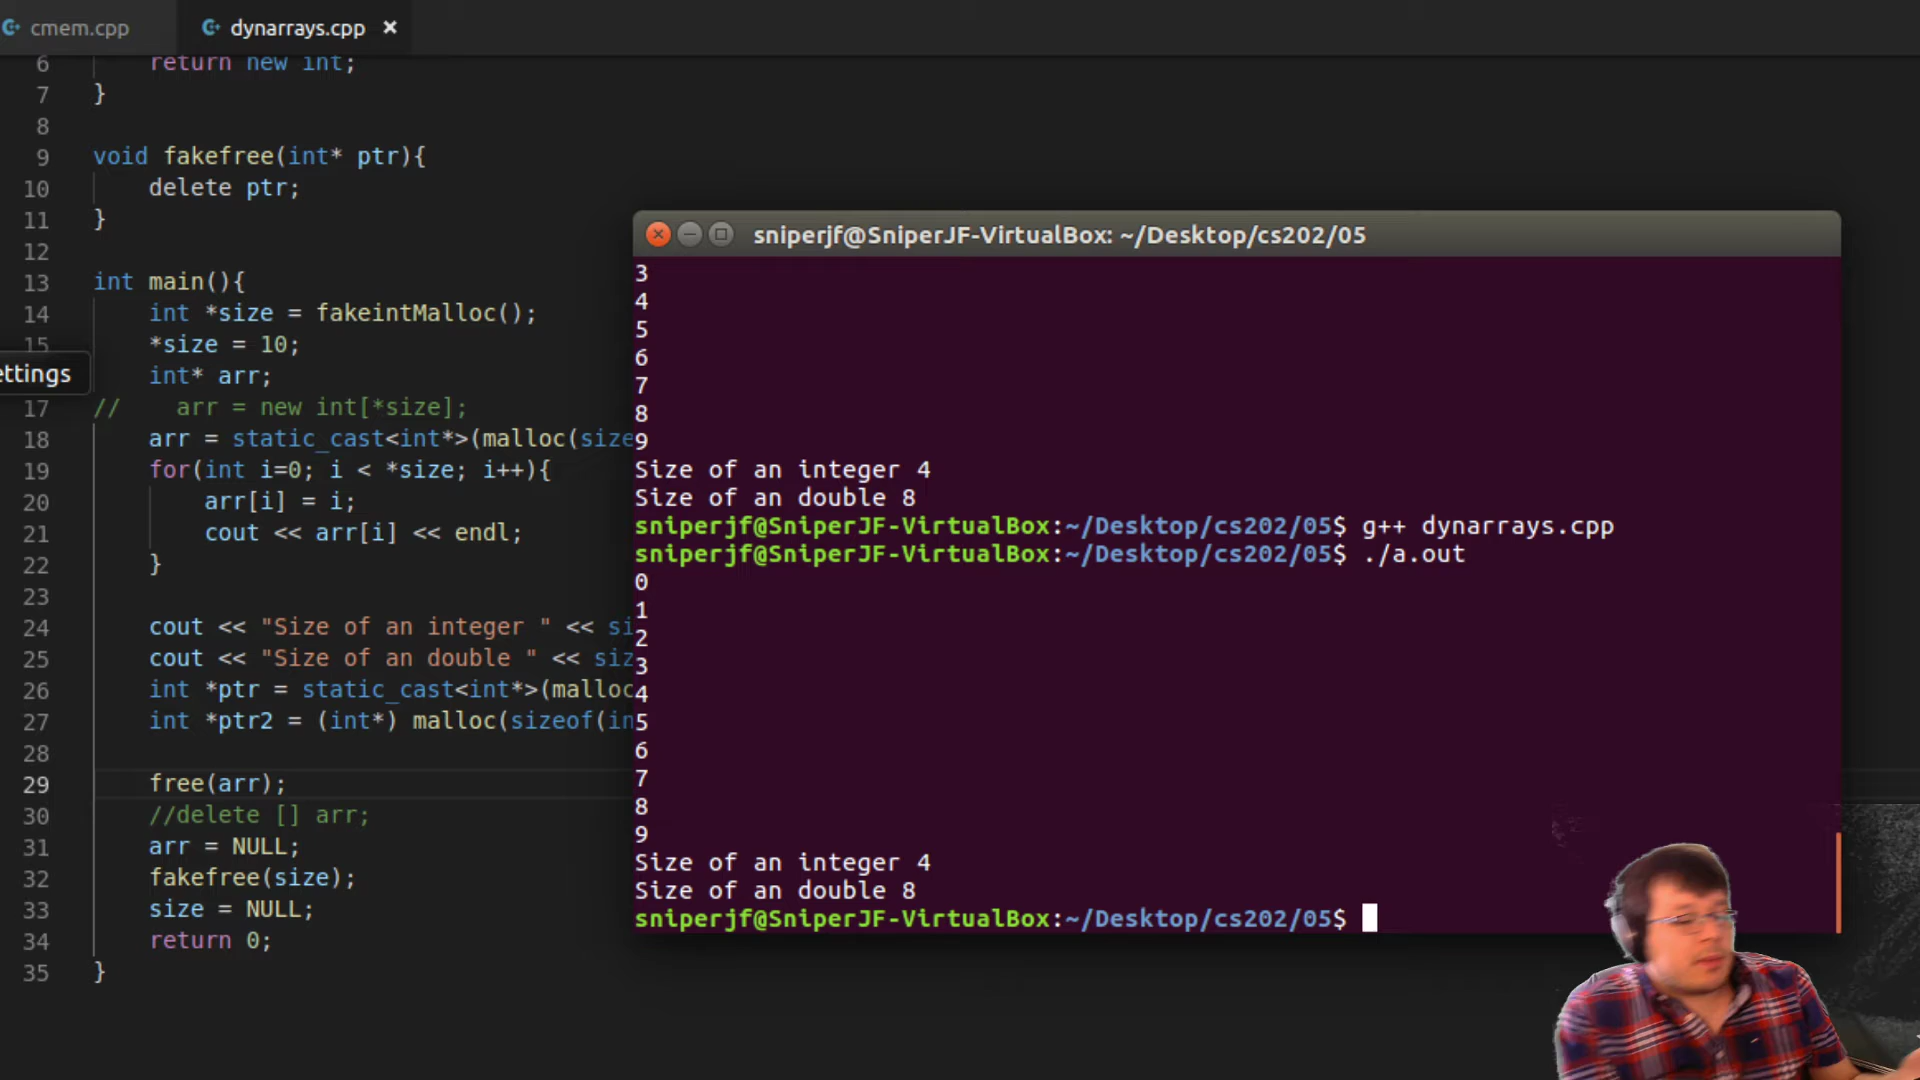 cmem.cpp
dynarrays.cpp ×
6 return new int;
7 }
8
9 void fakefree(int* ptr){
10 delete ptr;
11 }
12
13 int main(){
14 int *size = fakeintMalloc();
15 *size = 10;
ettings
int* arr;
17 // arr = new int[*size];
18 arr = static_cast<int*>(malloc(size
19 for(int i=0; i < *size; i++){
20 arr[i] = i;
21 cout << arr[i] << endl;
22 }
23
24 cout << "Size of an integer " << si
25 cout << "Size of an double " << siz
26 int *ptr = static_cast<int*>(malloc
27 int *ptr2 = (int*) malloc(sizeof(in
28
29 free(arr);
30 //delete [] arr;
31 arr = NULL;
32 fakefree(size);
33 size = NULL;
34 return 0;
35 }
sniperjf@SniperJF-VirtualBox: ~/Desktop/cs202/05
3
4
5
6
7
8
9
Size of an integer 4
Size of an double 8
sniperjf@SniperJF-VirtualBox:~/Desktop/cs202/05$ g++ dynarrays.cpp
sniperjf@SniperJF-VirtualBox:~/Desktop/cs202/05$ ./a.out
0
1
2
3
4
5
6
7
8
9
Size of an integer 4
Size of an double 8
sniperjf@SniperJF-VirtualBox:~/Desktop/cs202/05$